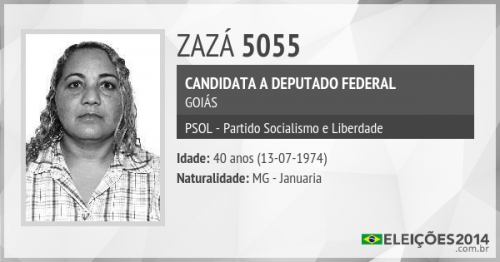 ZAZÁ 5055
CANDIDATA A DEPUTADO FEDERAL
GOIÁS
PSOL - Partido Socialismo e Liberdade
Idade: 40 anos (13-07-1974)
Naturalidade: MG - Januaria
ELEIÇÕES2014
.com.br